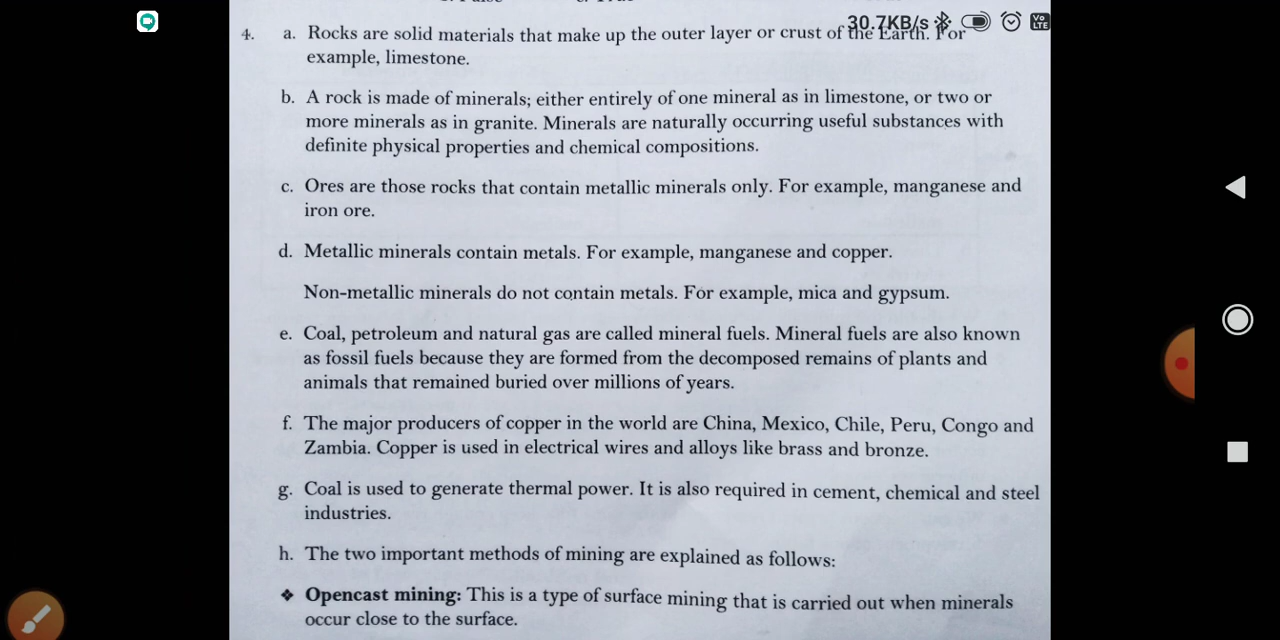 30.7KB/s
Vo LTE
4. a. Rocks are solid materials that make up the outer layer or crust of the Earth. For
example, limestone.
b. A rock is made of minerals; either entirely of one mineral as in limestone, or two or
more minerals as in granite. Minerals are naturally occurring useful substances with
definite physical properties and chemical compositions.
c. Ores are those rocks that contain metallic minerals only. For example, manganese and
iron ore.
d. Metallic minerals contain metals. For example, manganese and copper.
Non-metallic minerals do not contain metals. For example, mica and gypsum.
e. Coal, petroleum and natural gas are called mineral fuels. Mineral fuels are also known
as fossil fuels because they are formed from the decomposed remains of plants and
animals that remained buried over millions of years.
f. The major producers of copper in the world are China, Mexico, Chile, Peru, Congo and
Zambia. Copper is used in electrical wires and alloys like brass and bronze.
g. Coal is used to generate thermal power. It is also required in cement, chemical and steel
industries.
h. The two important methods of mining are explained as follows:
❖ Opencast mining: This is a type of surface mining that is carried out when minerals
occur close to the surface.